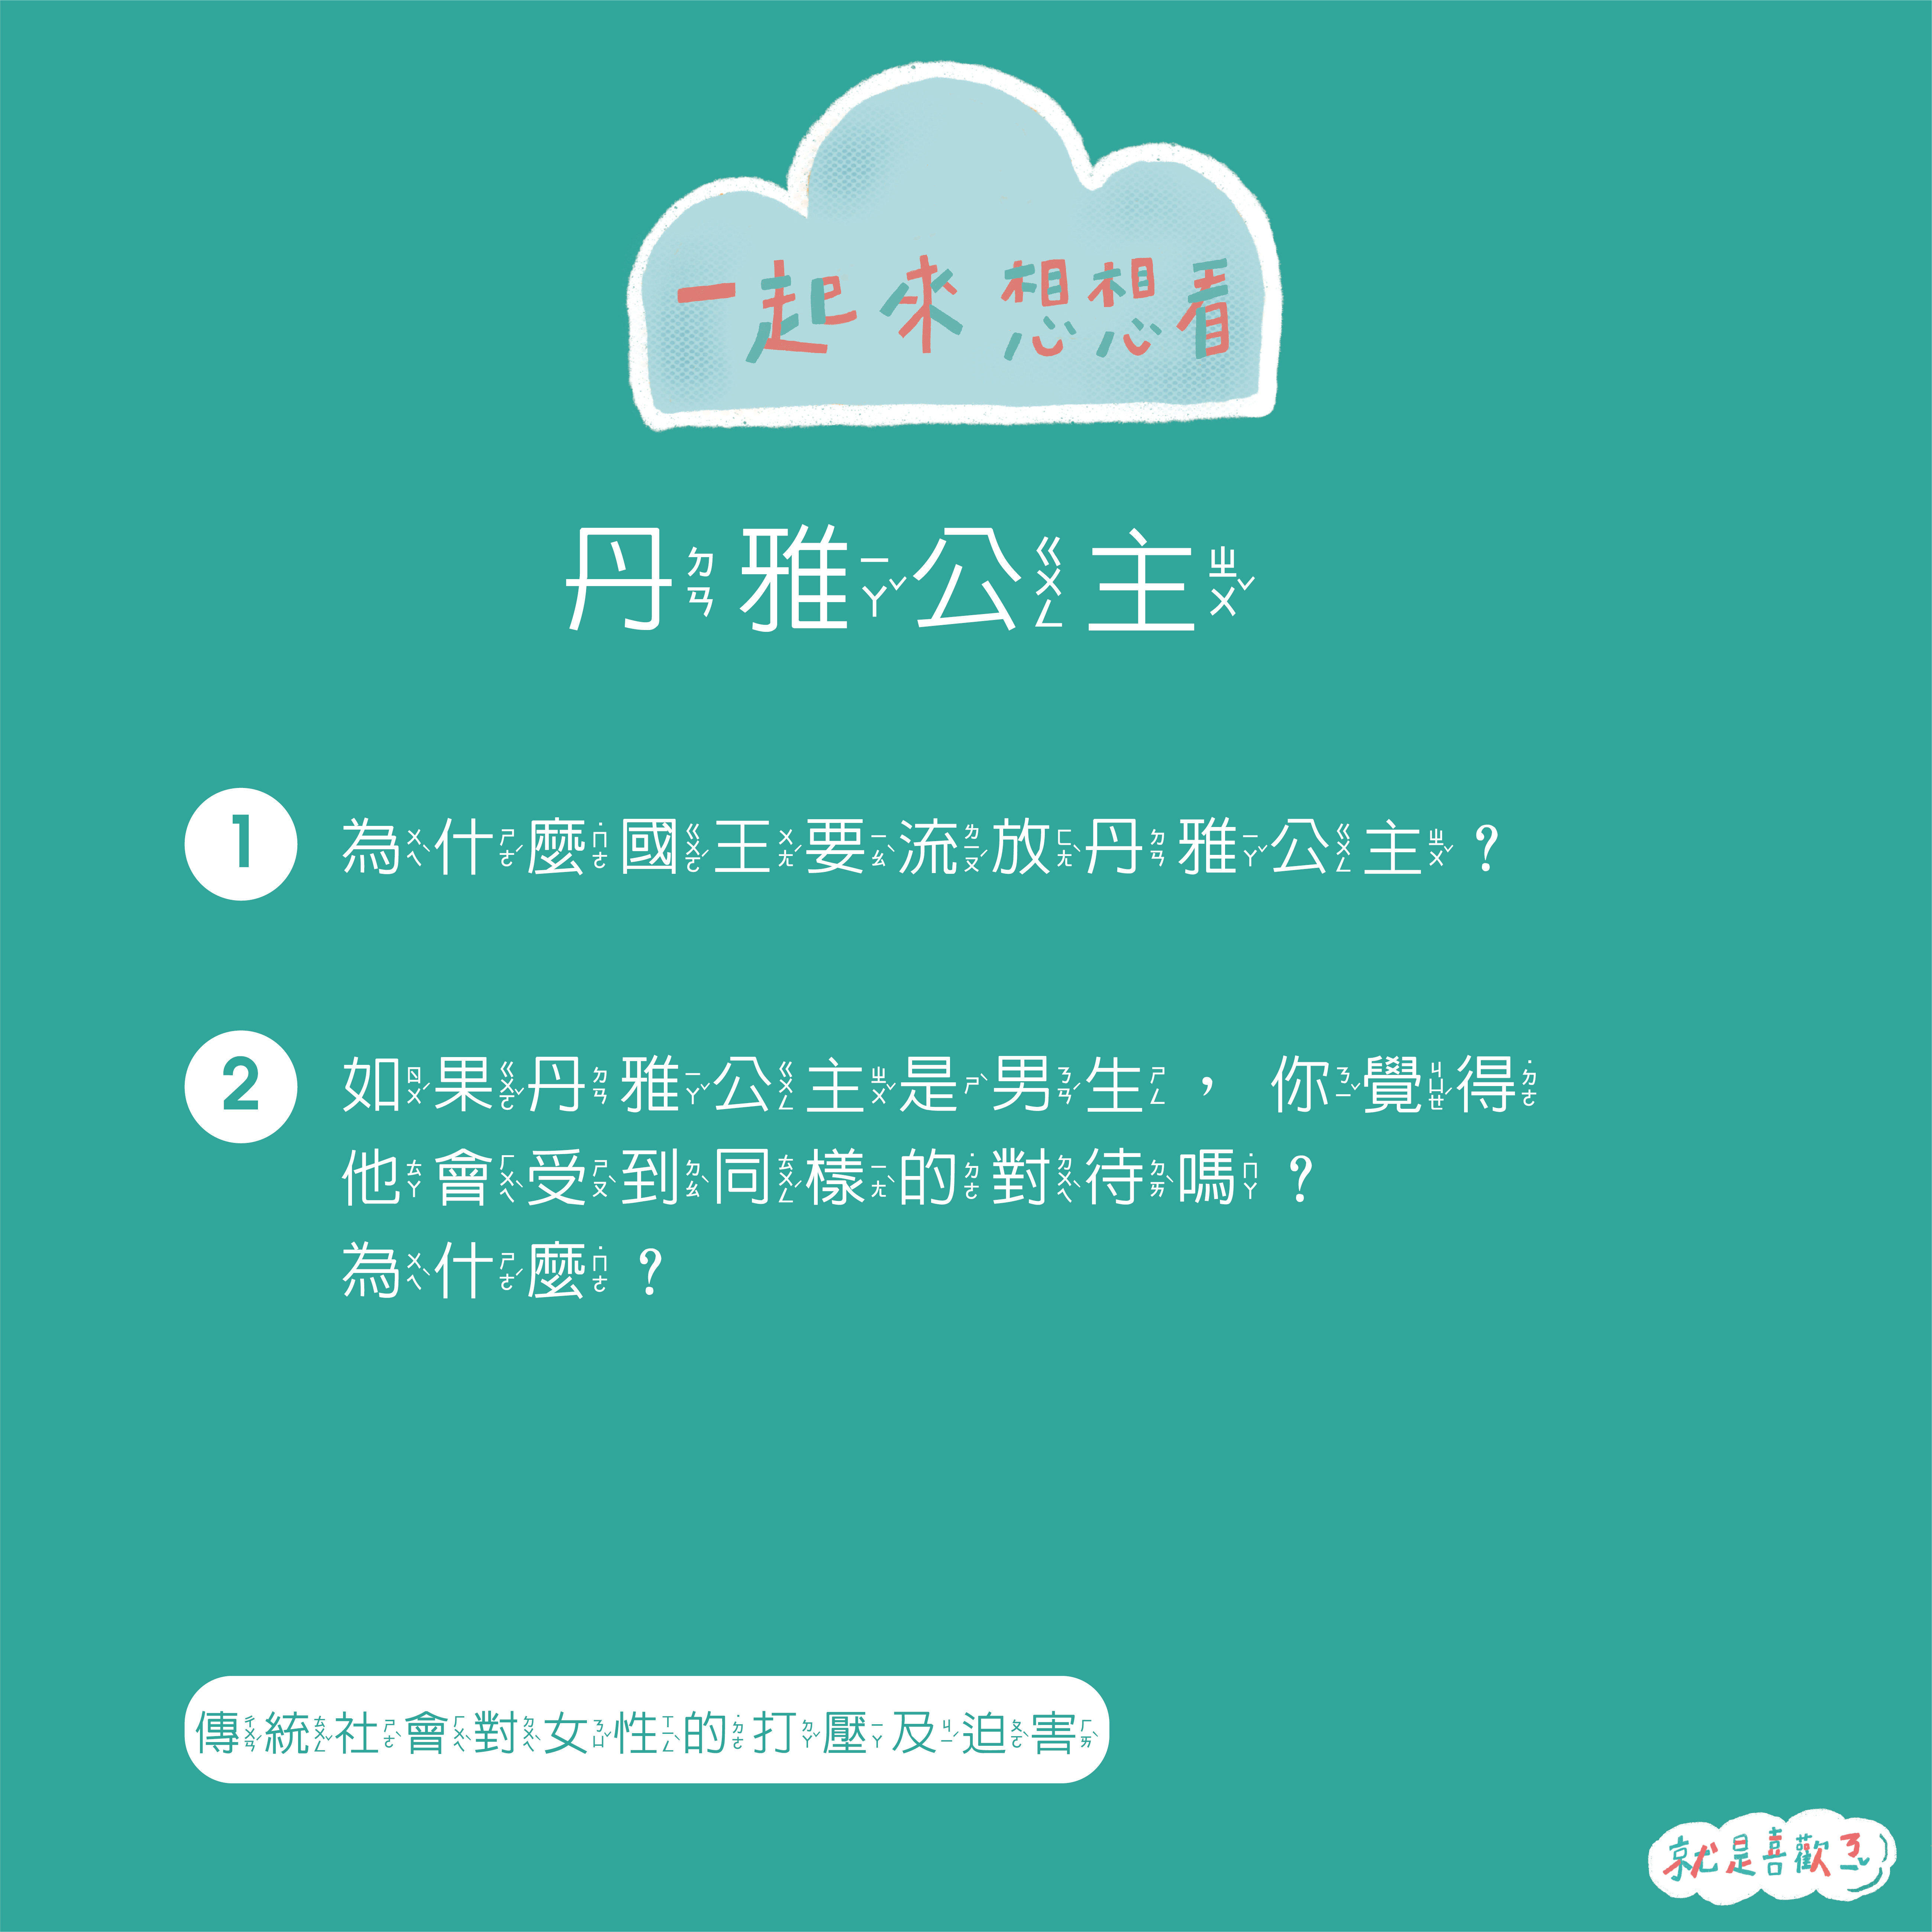 一起來想想看
丹雅公主
1 為什麼國王要流放丹雅公主？
2 如果丹雅公主是男生，你覺得
他會受到同樣的對待嗎？
為什麼？
傳統社會對女性的打壓及迫害
就是喜歡ㄋㄧˇ